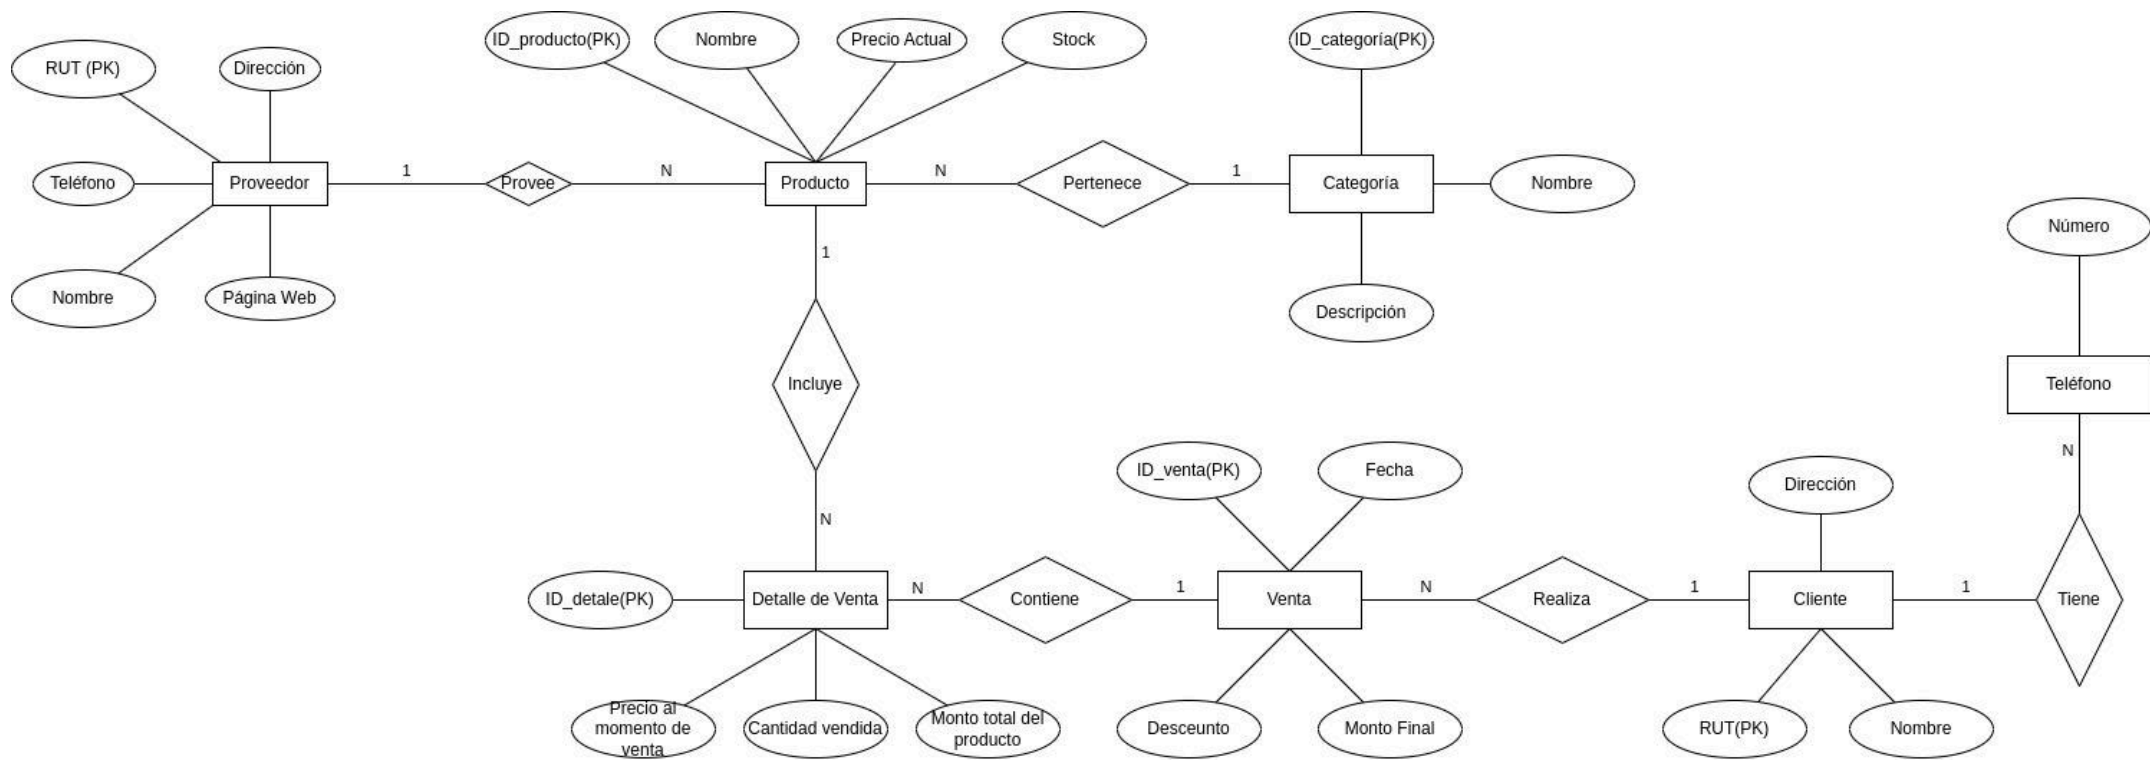 ID_producto(PK)
Nombre
Precio Actual
Stock
ID_categoría(PK)
RUT (PK)
Dirección
Teléfono
Proveedor
1
Provee
N
Producto
N
Pertenece
1
Categoría
Nombre
Nombre
Página Web
1
Descripción
Número
Incluye
Teléfono
N
N
ID_venta(PK)
Fecha
Dirección
ID_detale(PK)
Detalle de Venta
N
Contiene
1
Venta
N
Realiza
1
Cliente
1
Tiene
Precio al
momento de
venta
Cantidad vendida
Monto total del
producto
Desceunto
Monto Final
RUT(PK)
Nombre